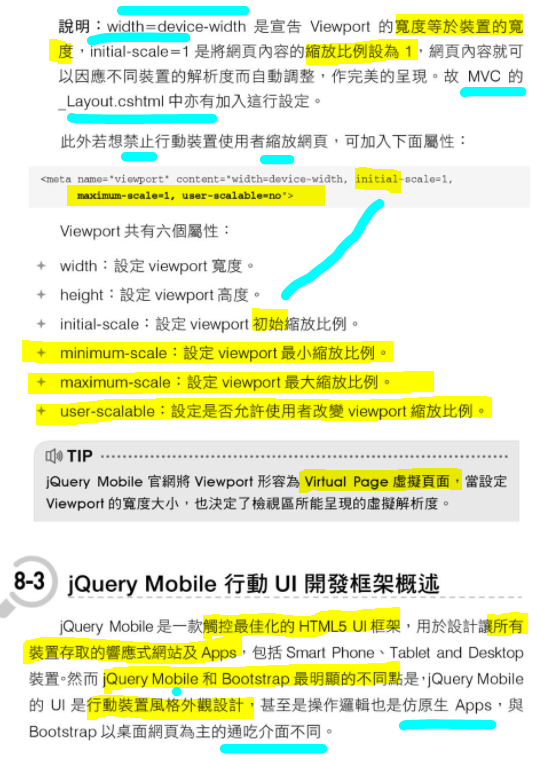 說明：width=device-width 是宣告 Viewport 的寬度等於裝置的寬
度，initial-scale=1 是將網頁內容的縮放比例設為 1，網頁內容就可
以因應不同裝置的解析度而自動調整，作完美的呈現。故 MVC 的
_Layout.cshtml 中亦有加入這行設定。
此外若想禁止行動裝置使用者縮放網頁，可加入下面屬性：
<meta name="viewport" content="width=device-width, initial-scale=1,
maximum-scale=1, user-scalable=no">
Viewport 共有六個屬性：
+ width：設定 viewport 寬度。
+ height：設定 viewport 高度。
+ initial-scale：設定 viewport 初始縮放比例。
+ minimum-scale：設定 viewport 最小縮放比例。
+ maximum-scale：設定 viewport 最大縮放比例。
+ user-scalable：設定是否允許使用者改變 viewport 縮放比例。
TIP
jQuery Mobile 官網將 Viewport 形容為 Virtual Page 虛擬頁面，當設定
Viewport 的寬度大小，也決定了檢視區所能呈現的虛擬解析度。
8-3 jQuery Mobile 行動 UI 開發框架概述
jQuery Mobile 是一款觸控最佳化的 HTML5 UI 框架，用於設計讓所有
裝置存取的響應式網站及 Apps，包括 Smart Phone、Tablet and Desktop
裝置。然而 jQuery Mobile 和 Bootstrap 最明顯的不同點是，jQuery Mobile
的 UI 是行動裝置風格外觀設計，甚至是操作邏輯也是仿原生 Apps，與
Bootstrap 以桌面網頁為主的通吃介面不同。